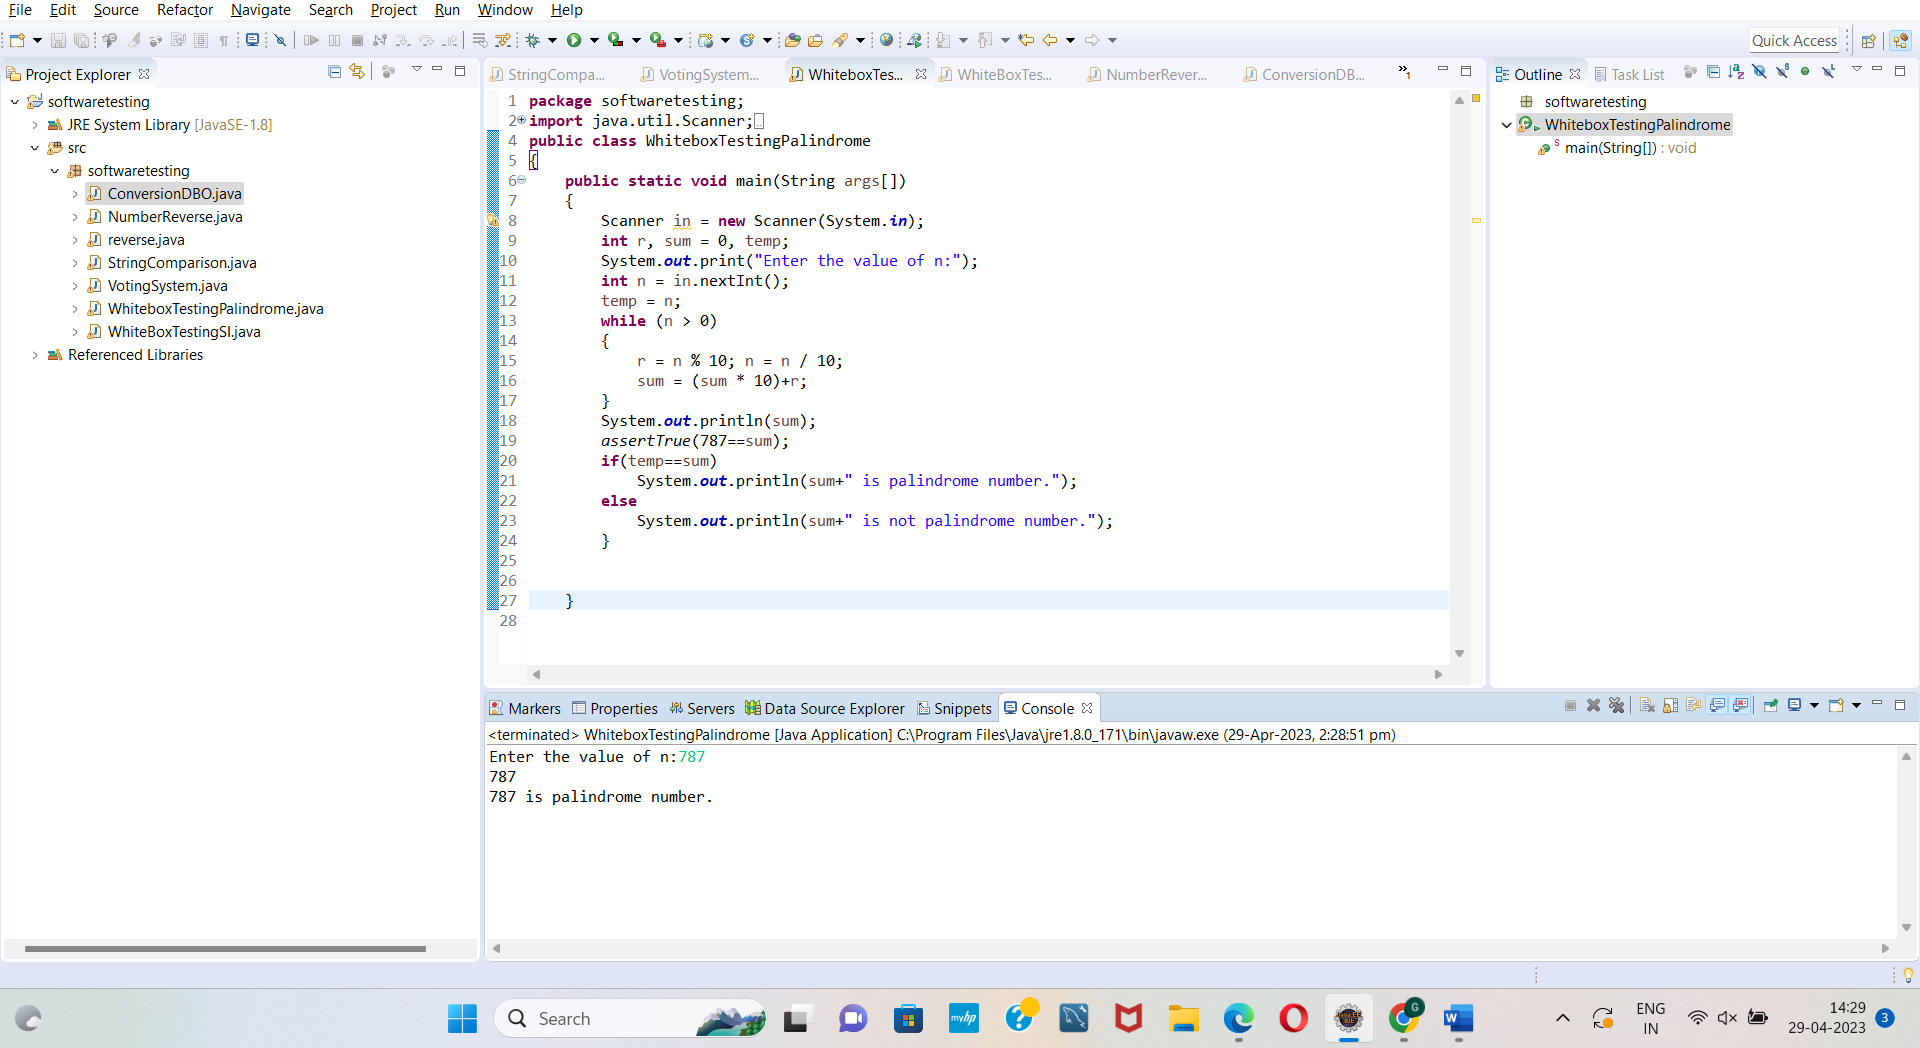 File Edit Source Refactor Navigate Search Project Run Window Help
Quick Access
Project Explorer
softwaretesting
JRE System Library [JavaSE-1.8]
src
softwaretesting
ConversionDBO.java
NumberReverse.java
reverse.java
StringComparison.java
VotingSystem.java
WhiteboxTestingPalindrome.java
WhiteBoxTestingSI.java
Referenced Libraries
StringCompa... VotingSystem... WhiteboxTes... WhiteBoxTes... NumberRever... ConversionDB... »1
1 package softwaretesting;
2 import java.util.Scanner;
4 public class WhiteboxTestingPalindrome
5 {
6 public static void main(String args[])
7 {
8 Scanner in = new Scanner(System.in);
9 int r, sum = 0, temp;
10 System.out.print("Enter the value of n:");
11 int n = in.nextInt();
12 temp = n;
13 while (n > 0)
14 {
15 r = n % 10; n = n / 10;
16 sum = (sum * 10)+r;
17 }
18 System.out.println(sum);
19 assertTrue(787==sum);
20 if(temp==sum)
21 System.out.println(sum+" is palindrome number.");
22 else
23 System.out.println(sum+" is not palindrome number.");
24 }
25
26
27 }
28
Outline Task List
softwaretesting
WhiteboxTestingPalindrome
main(String[]) : void
Markers Properties Servers Data Source Explorer Snippets Console
<terminated> WhiteboxTestingPalindrome [Java Application] C:\Program Files\Java\jre1.8.0_171\bin\javaw.exe (29-Apr-2023, 2:28:51 pm)
Enter the value of n:787
787
787 is palindrome number.
Search
myhp
G
ENG
IN
14:29
29-04-2023
3